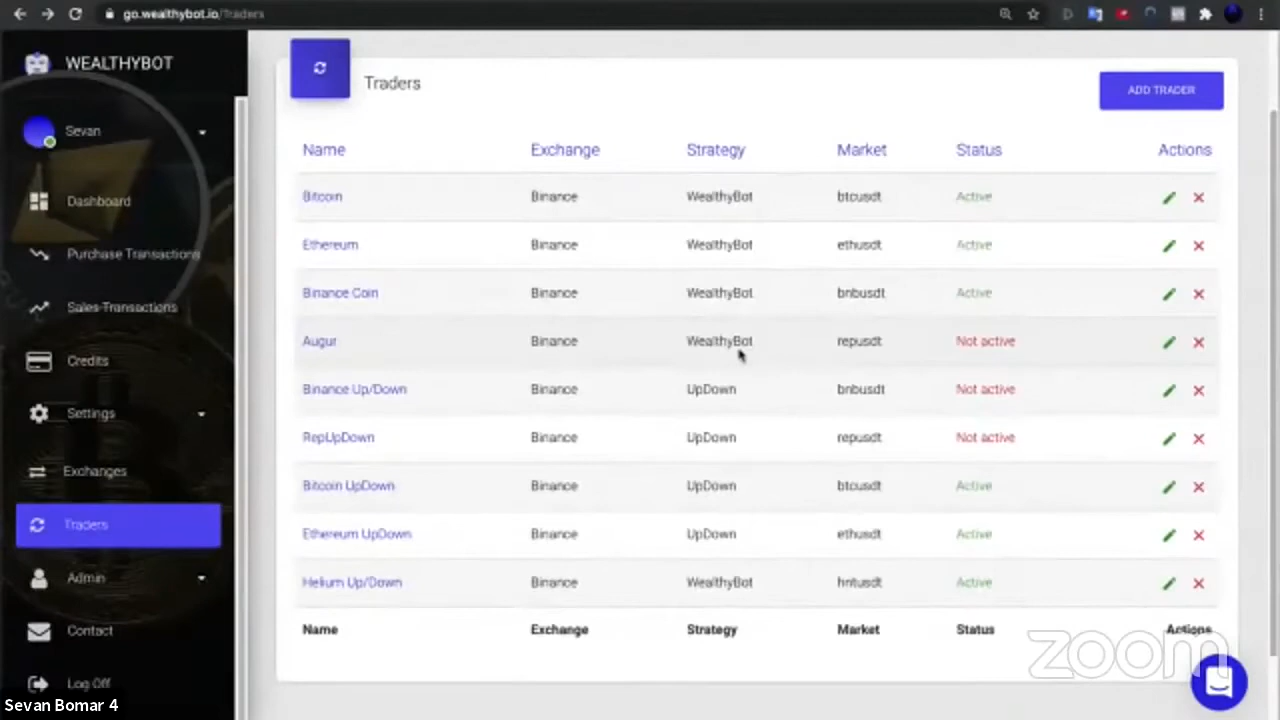 go.wealthybot.io/Traders
WEALTHYBOT
Sevan
Dashboard
Purchase Transactions
Sales-Transactions
Credits
Settings
Exchanges
Traders
Admin
Contact
Log Off
Sevan Bomar 4
Traders
ADD TRADER
Name Exchange Strategy Market Status Actions
Bitcoin Binance WealthyBot btcusdt Active
Ethereum Binance WealthyBot ethusdt Active
Binance Coin Binance WealthyBot bnbusdt Active
Augur Binance WealthyBot repusdt Not active
Binance Up/Down Binance UpDown bnbusdt Not active
RepUpDown Binance UpDown repusdt Not active
Bitcoin UpDown Binance UpDown btcusdt Active
Ethereum UpDown Binance UpDown ethusdt Active
Helium Up/Down Binance WealthyBot hntusdt Active
Name Exchange Strategy Market Status Actions
zoom